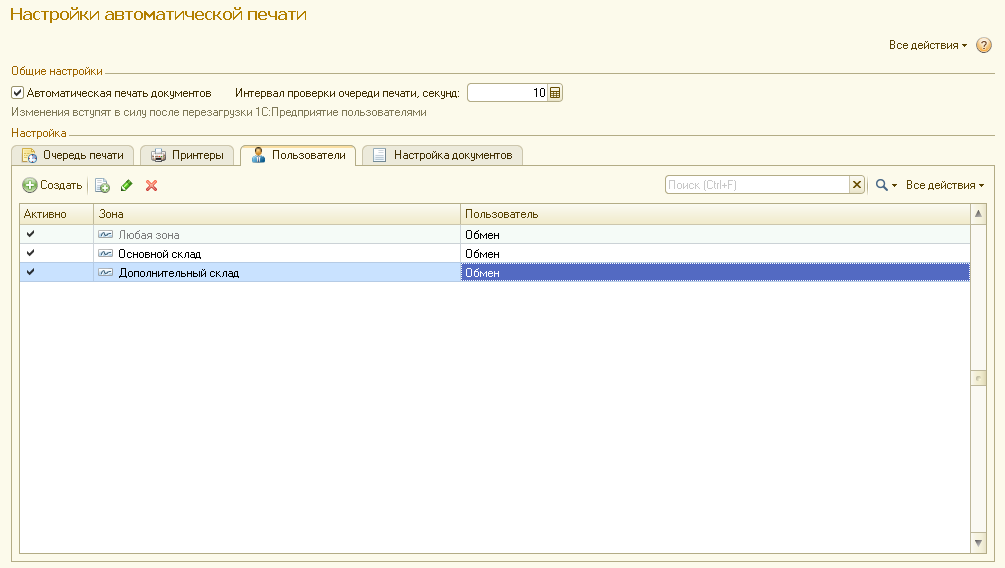 Настройки автоматической печати
Все действия
?
Общие настройки
Автоматическая печать документов Интервал проверки очереди печати, секунд: 10
Изменения вступят в силу после перезагрузки 1С:Предприятие пользователями
Настройка
Очередь печати Принтеры Пользователи Настройка документов
Создать Поиск (Ctrl+F) Все действия
Активно Зона Пользователь
Любая зона Обмен
Основной склад Обмен
Дополнительный склад Обмен